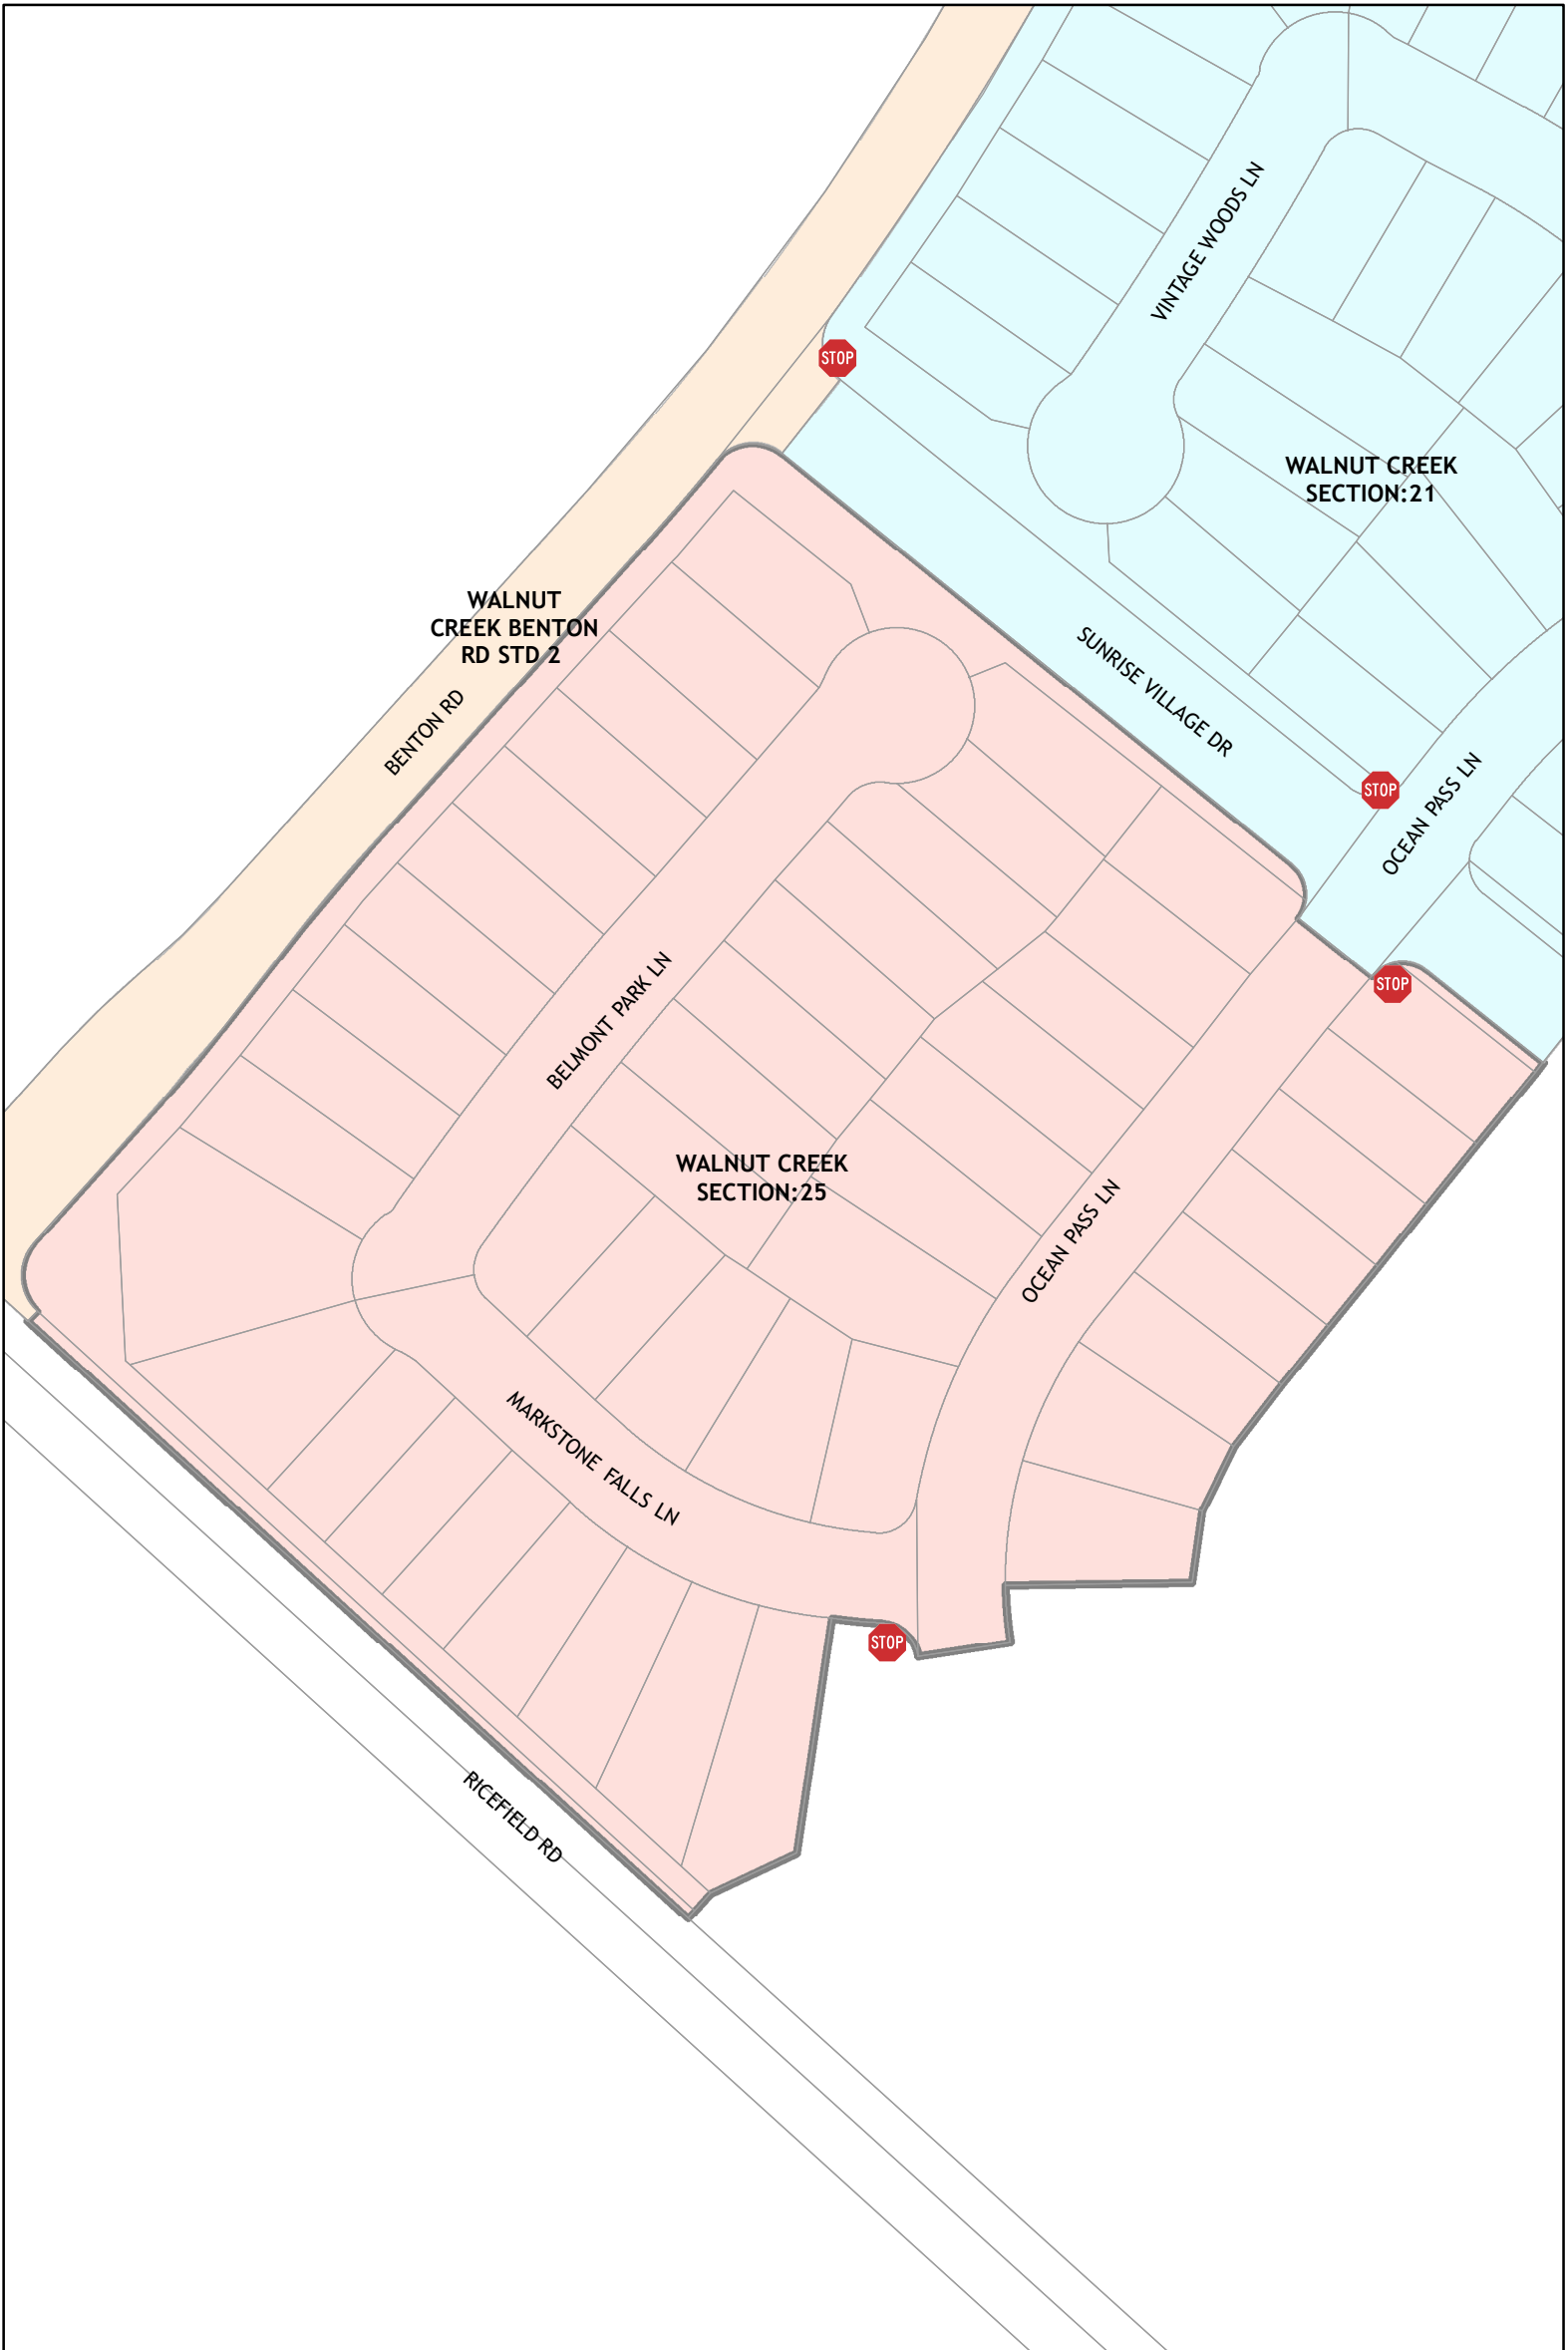 VINTAGE WOODS LN
STOP
WALNUT CREEK
SECTION:21
WALNUT
CREEK BENTON
RD STD 2
BENTON RD
SUNRISE VILLAGE DR
STOP
OCEAN PASS LN
STOP
BELMONT PARK LN
WALNUT CREEK
SECTION:25
OCEAN PASS LN
MARKSTONE FALLS LN
STOP
RICEFIELD RD